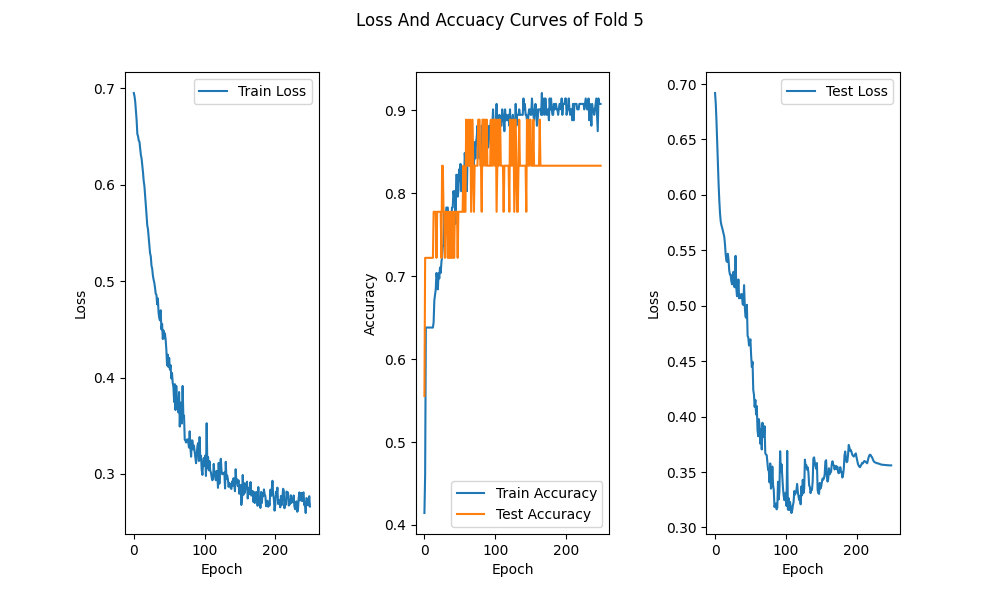 Loss And Accuacy Curves of Fold 5
0.7
0.6
0.5
0.4
0.3
0
100
200
Loss
Epoch
Train Loss
0.9
0.8
0.7
0.6
0.5
0.4
0
100
200
Accuracy
Epoch
Train Accuracy
Test Accuracy
0.70
0.65
0.60
0.55
0.50
0.45
0.40
0.35
0.30
0
100
200
Loss
Epoch
Test Loss